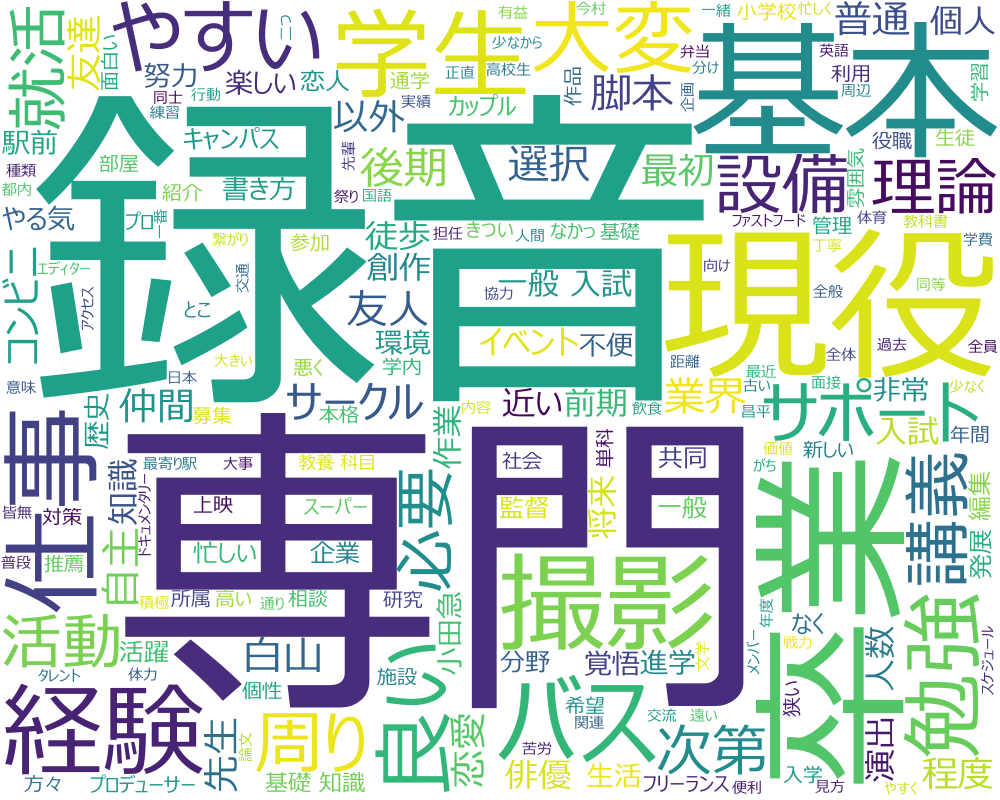 録音
専門
基本
現役
卒業
撮影
学生
大変
やすい
就活
友達
面白い
努力
楽しい
恋人
同士
行動
練習
駅前
キャンパス
以外
通学
正直
高校生
実績
先輩
カップル
少なからず
有益
二つ
今村
一緒
忙しく
小学校
弁当
分け
企画
作品
脚本
英語
利用
周辺
普通
個人
学習
役職
生徒
雰囲気
設備
理論
ファストフード
管理
体育
教科書
丁寧
学費
同等
全般
向け
選択
最初
後期
書き方
部屋
種類
都内
紹介
やる気
プロ
一番
祭り
国語
繋がり
参加
徒歩
担任
きつい
人間
なかっ
基礎
創作
エディター
コンビニ
アクセス
とこ
交通
一般 入試
協力
友人
環境
イベント
不便
大きい
悪く
学内
意味
日本
距離
全体
過去
全員
最近
古い
面接
非常
少なく
サポート
業界
前期
近い
内容
飲食
昌平
入試
年間
歴史
仲間
募集
サークル
本格
作業
価値
がち
新しい
編集
講義
発展
仕事
皆無
対策
知識
最寄り駅
大事
教養 科目
ドキュメンタリー
上映
スーパー
社会
監督
単科
将来
共同
一般
普段
推薦
自主
忙しい
企業
必要
積極
所属
高い
通り
相談
研究
小田急
活動
活躍
白山
個性
施設
分野
覚悟
進学
文学
メンバー
年度
戦力
なく
人数
勉強
スケジュール
タレント
体力
経験
先生
論文
周り
良い
恋愛
バス
希望
関連
交流
遠い
次第
狭い
演出
程度
方々
プロデューサー
基礎 知識
苦労
俳優
生活
フリーランス
便利
入学
見方
やすく